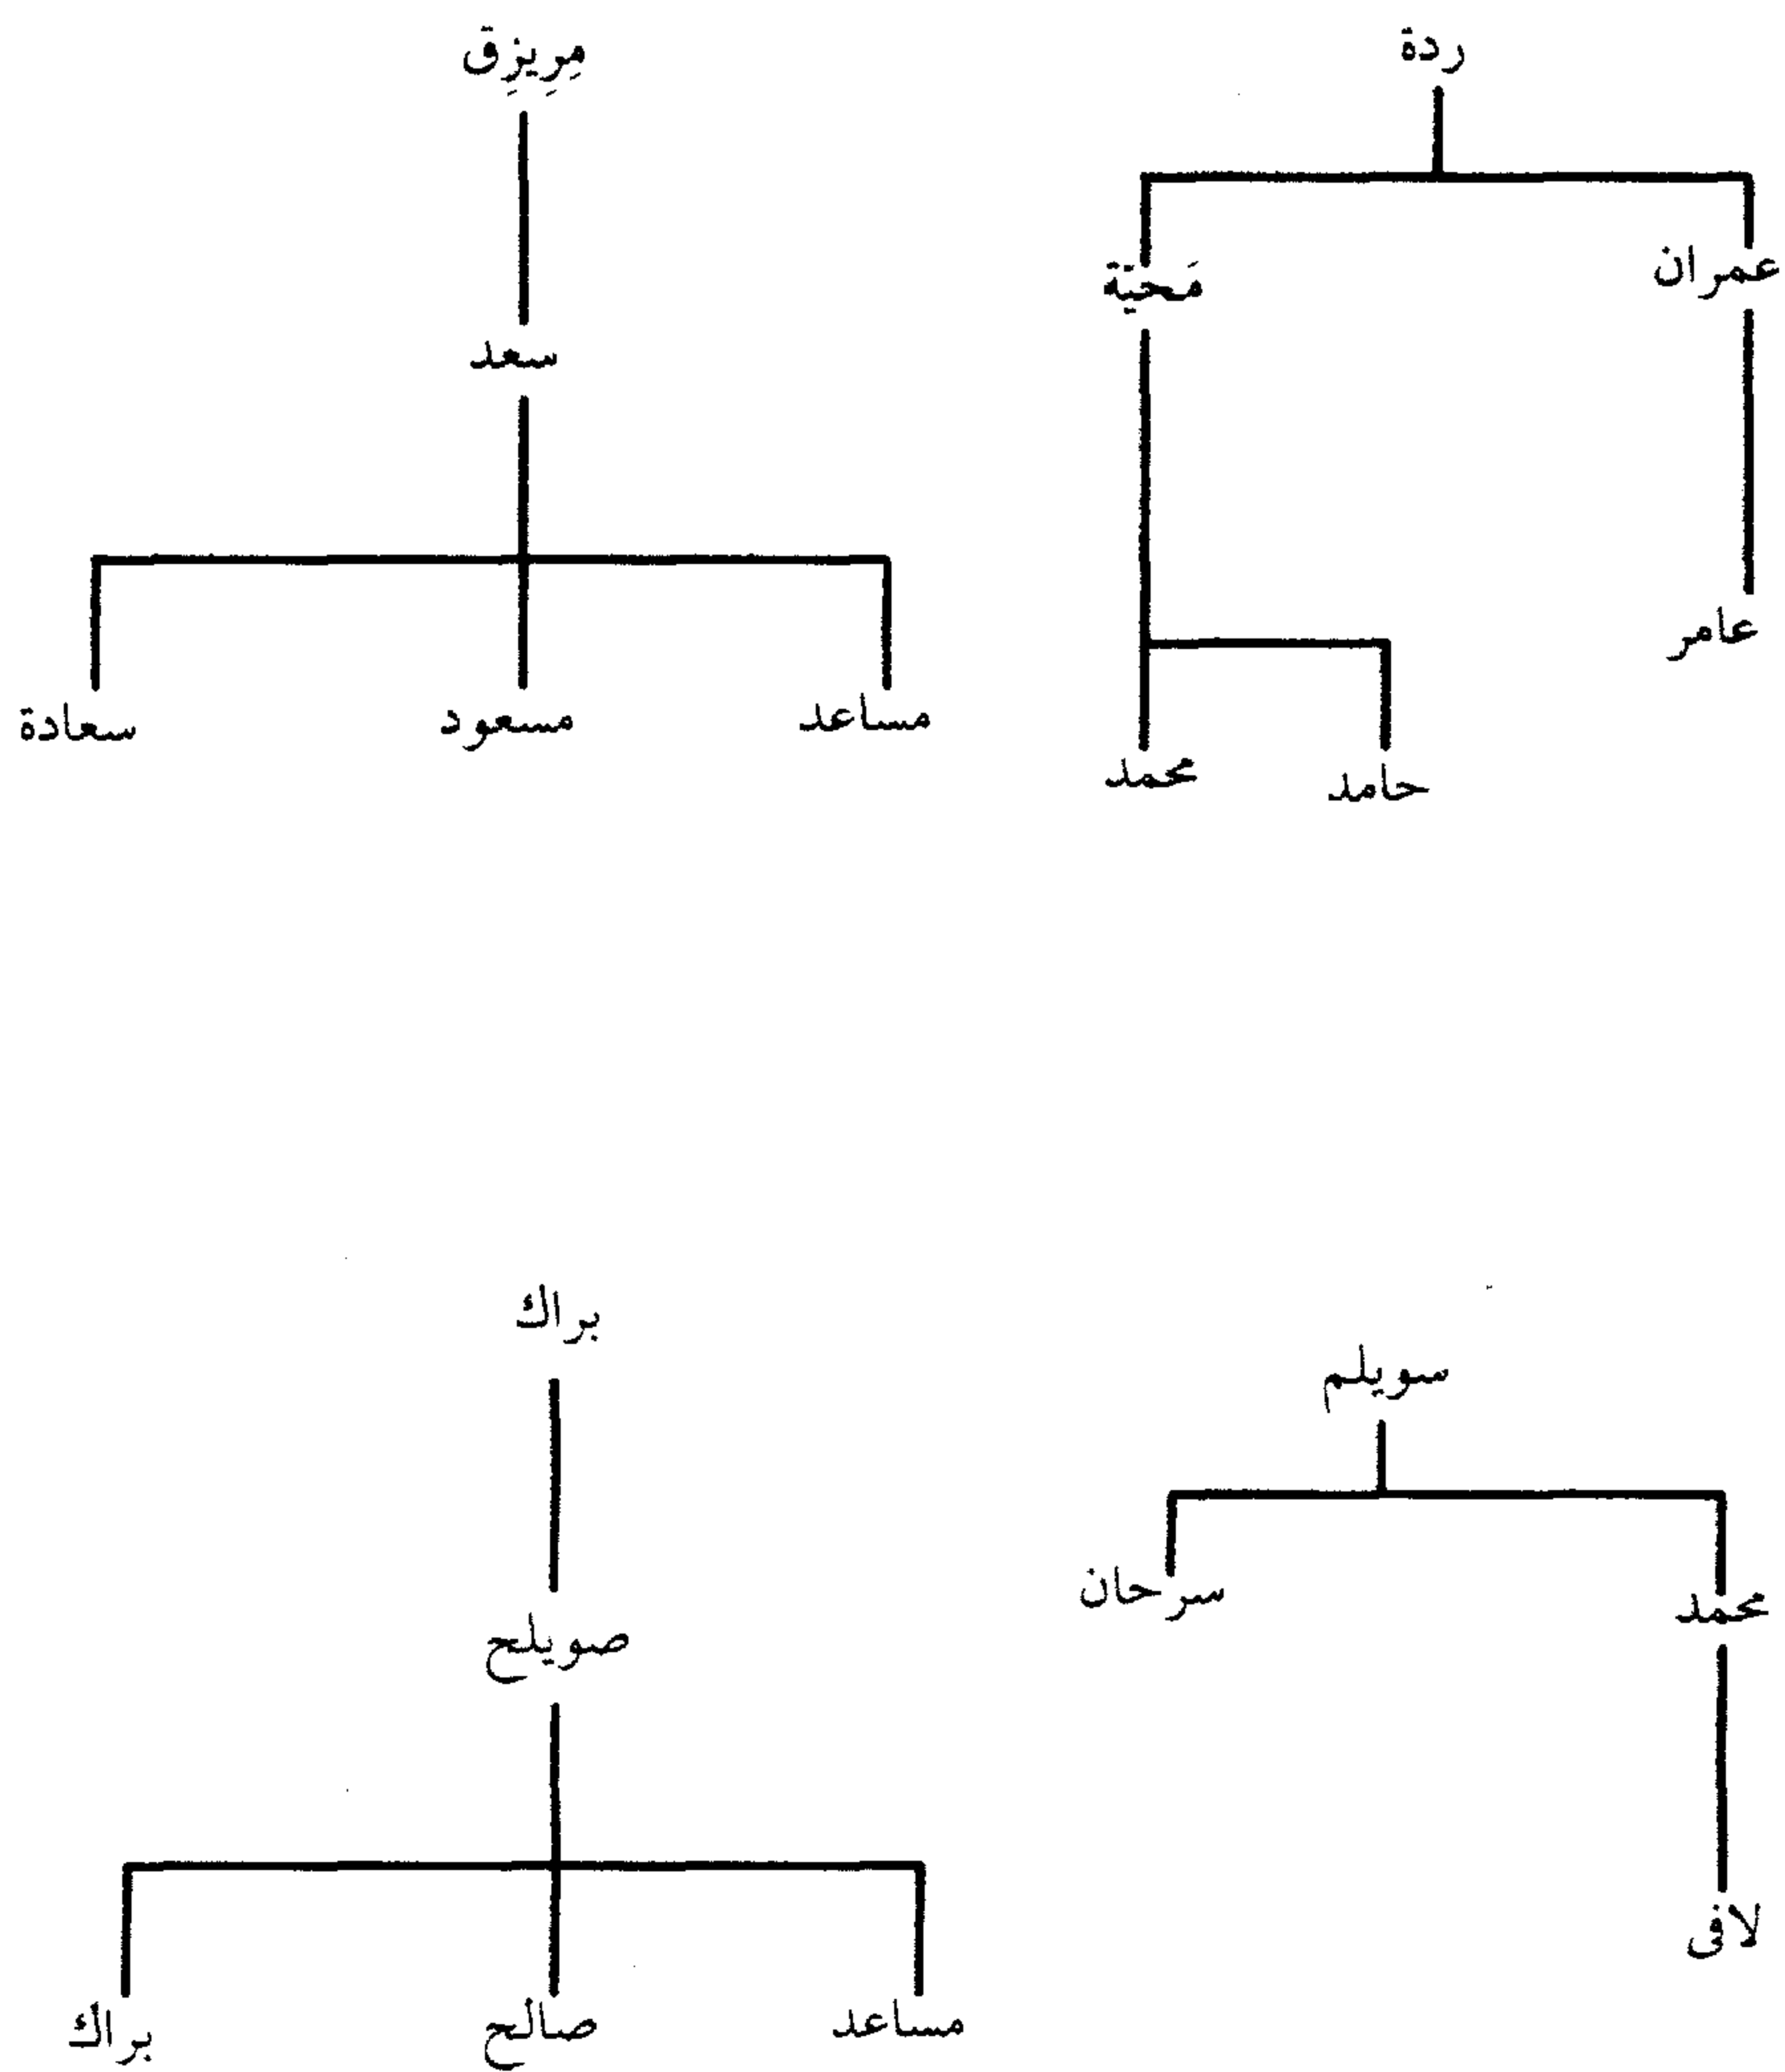 ردة
مِرِيزِق
عمران
مَحيّة
سعد
عامر
مساعد
مسعود
سعادة
حامد
محمد
براك
سويلم
محمد
سرحان
صويلح
لافى
مساعد
صالح
براك